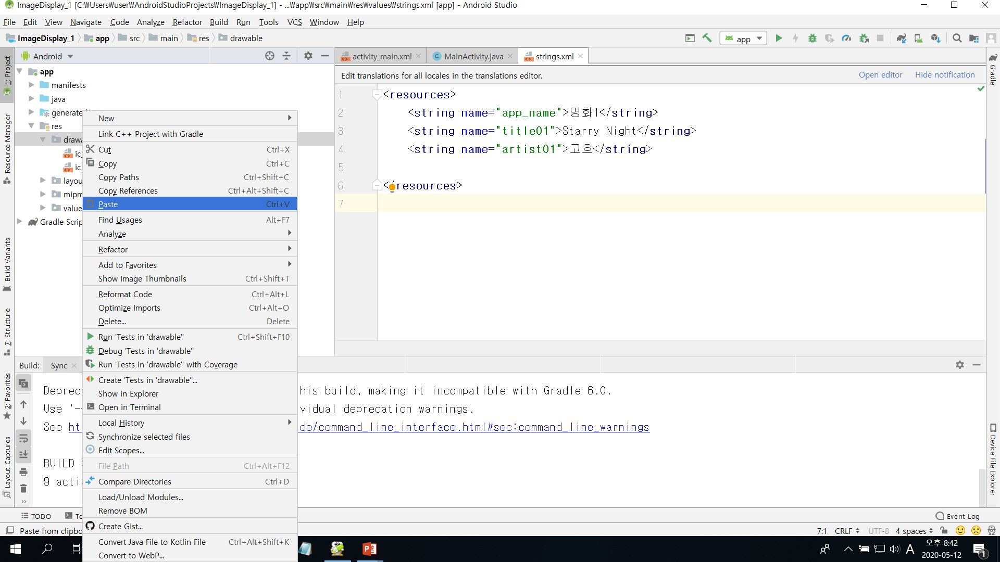 ImageDisplay_1 [C:₩Users₩user₩AndroidStudioProjects₩ImageDisplay_1] - ...₩app₩src₩main₩res₩values₩strings.xml [app] - Android Studio
File Edit View Navigate Code Analyze Refactor Build Run Tools VCS Window Help
ImageDisplay_1 app src main res drawable
app
Android
activity_main.xml MainActivity.java strings.xml
Edit translations for all locales in the translations editor. Open editor Hide notification
app
manifests
java
generate
res
drawa
ic_
ic_
layou
mipm
value
Gradle Scrip
1 <resources>
2 <string name="app_name">명화1</string>
3 <string name="title01">Starry Night</string>
4 <string name="artist01">고흐</string>
5
6 </resources>
7
New
Link C++ Project with Gradle
Cut Ctrl+X
Copy Ctrl+C
Copy Paths Ctrl+Shift+C
Copy References Ctrl+Alt+Shift+C
Paste Ctrl+V
Find Usages Alt+F7
Analyze
Refactor
Add to Favorites
Show Image Thumbnails Ctrl+Shift+T
Reformat Code Ctrl+Alt+L
Optimize Imports Ctrl+Alt+O
Delete... Delete
Run 'Tests in 'drawable'' Ctrl+Shift+F10
Debug 'Tests in 'drawable''
Run 'Tests in 'drawable'' with Coverage
Create 'Tests in 'drawable''...
Show in Explorer
Open in Terminal
Local History
Synchronize selected files
Edit Scopes...
File Path Ctrl+Alt+F12
Compare Directories Ctrl+D
Load/Unload Modules...
Remove BOM
Create Gist...
Convert Java File to Kotlin File Ctrl+Alt+Shift+K
Convert to WebP...
1: Project
Resource Manager
Build Variants
7: Structure
2: Favorites
Layout Captures
Gradle
Device File Explorer
Build: Sync
Deprec his build, making it incompatible with Gradle 6.0.
Use '-- vidual deprecation warnings.
See ht de/command_line_interface.html#sec:command_line_warnings
BUILD
9 acti
TODO Te Event Log
Paste from clipbo 7:1 CRLF UTF-8 4 spaces
A 오후 8:42
2020-05-12 1